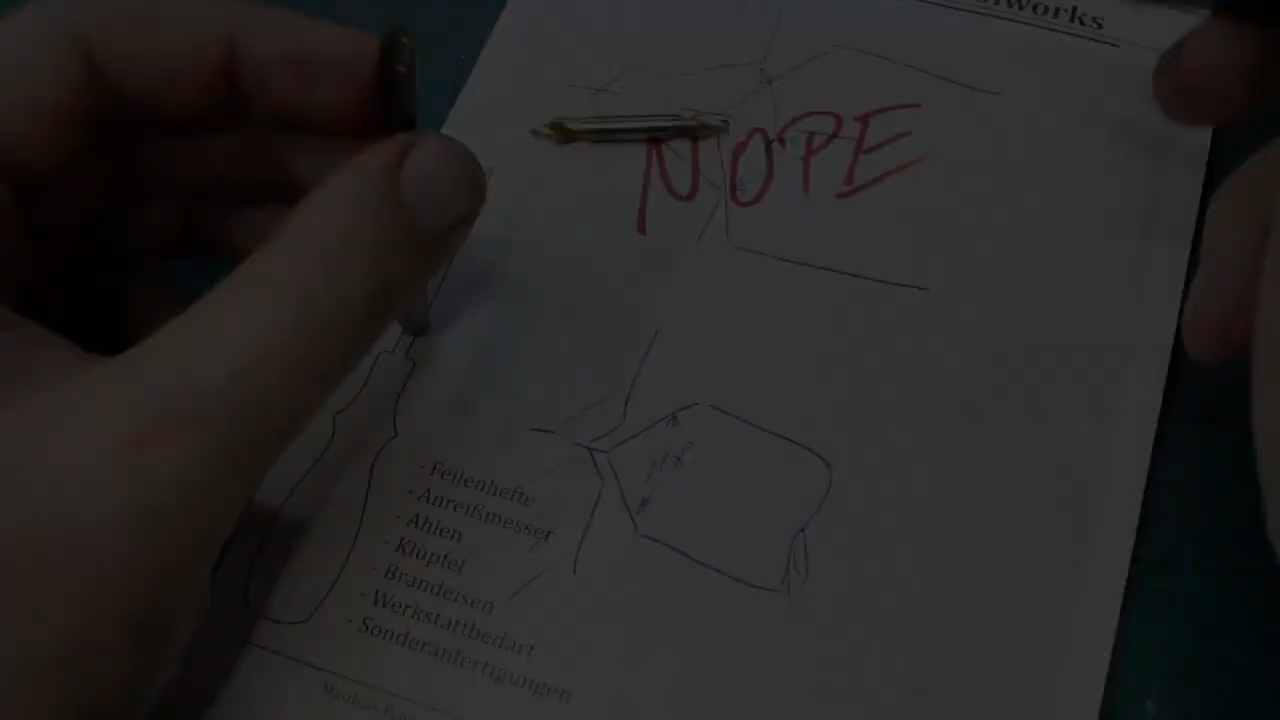 NOPE
- Feilenhefte
- Anreißmesser
- Ahlen
- Klüpfel
- Brandeisen
- Werkstattbedarf
- Sonderanfertigungen